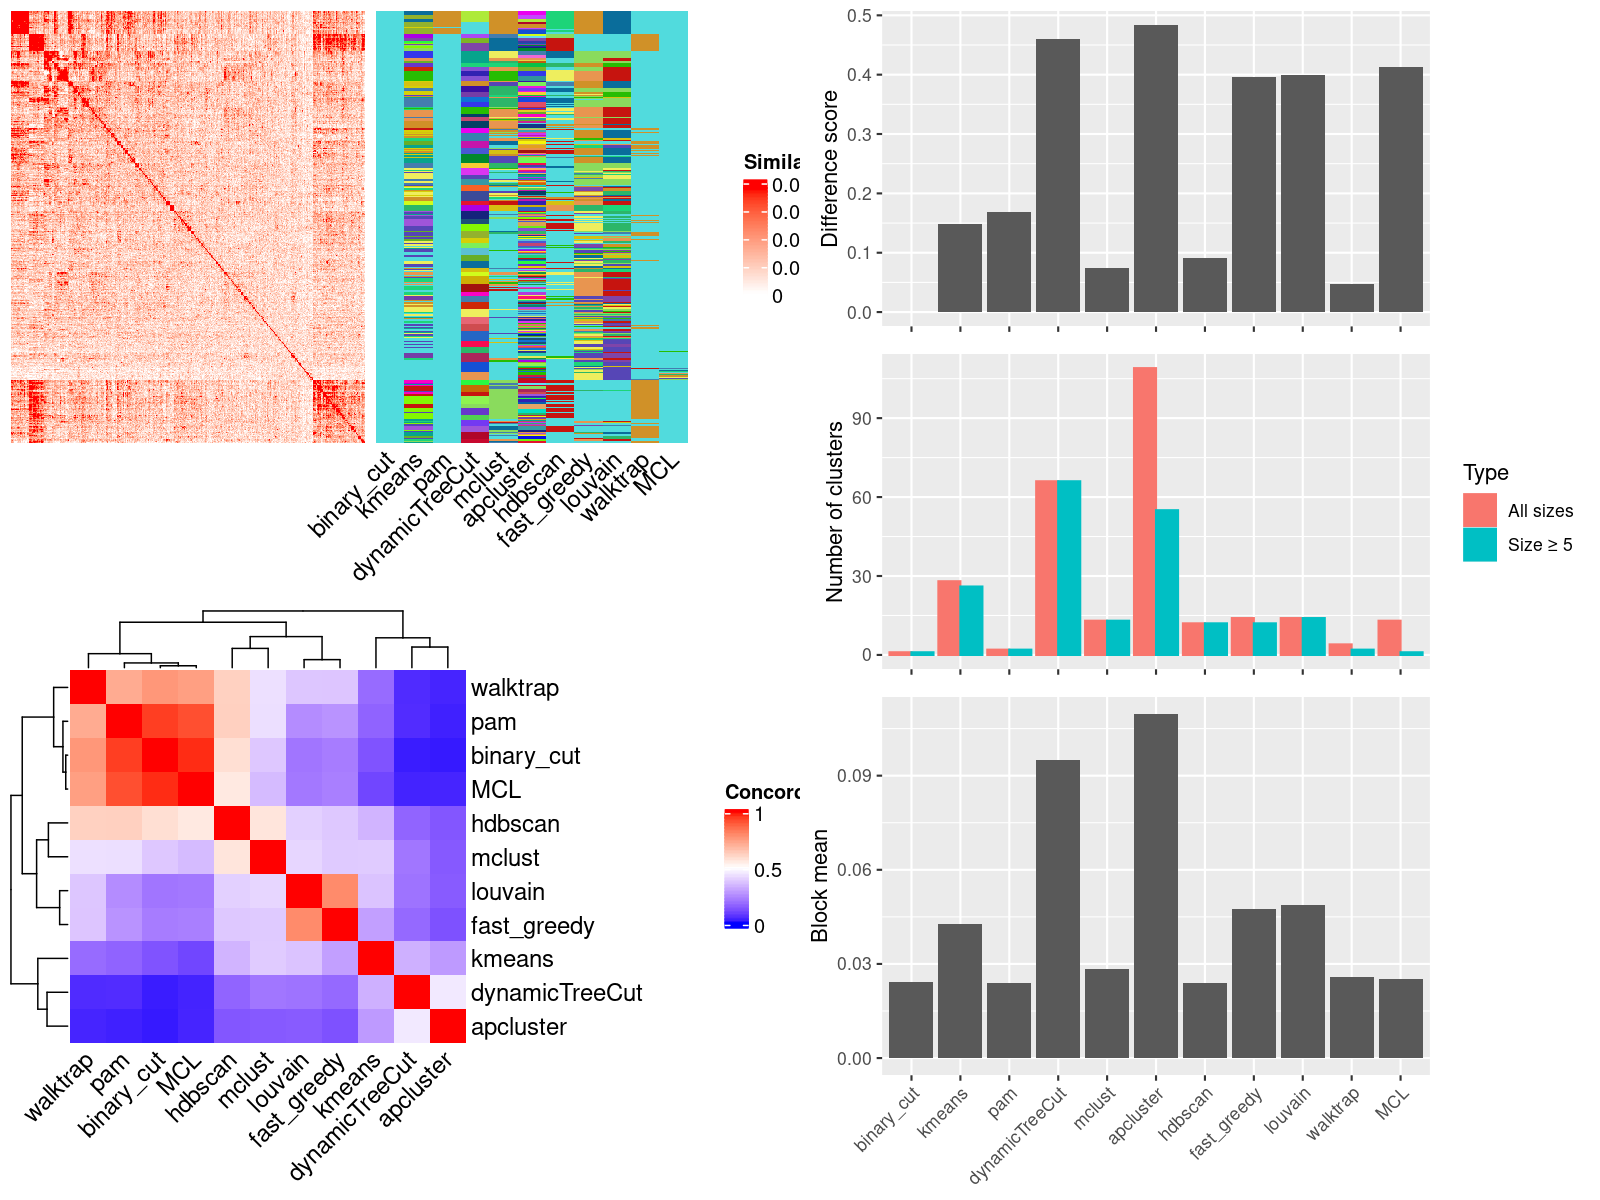 Simila
0.0
0.0
0.0
0.0
0
binary_cut
kmeans
pam
dynamicTreeCut
mclust
apcluster
hdbscan
fast_greedy
louvain
walktrap
MCL
walktrap
pam
binary_cut
MCL
hdbscan
mclust
louvain
fast_greedy
kmeans
dynamicTreeCut
apcluster
walktrap
pam
binary_cut
MCL
hdbscan
mclust
louvain
fast_greedy
kmeans
dynamicTreeCut
apcluster
Concor
1
0.5
0
Difference score
0.5
0.4
0.3
0.2
0.1
0.0
Number of clusters
90
60
30
0
Type
All sizes
Size ≥ 5
Block mean
0.09
0.06
0.03
0.00
binary_cut
kmeans
pam
dynamicTreeCut
mclust
apcluster
hdbscan
fast_greedy
louvain
walktrap
MCL